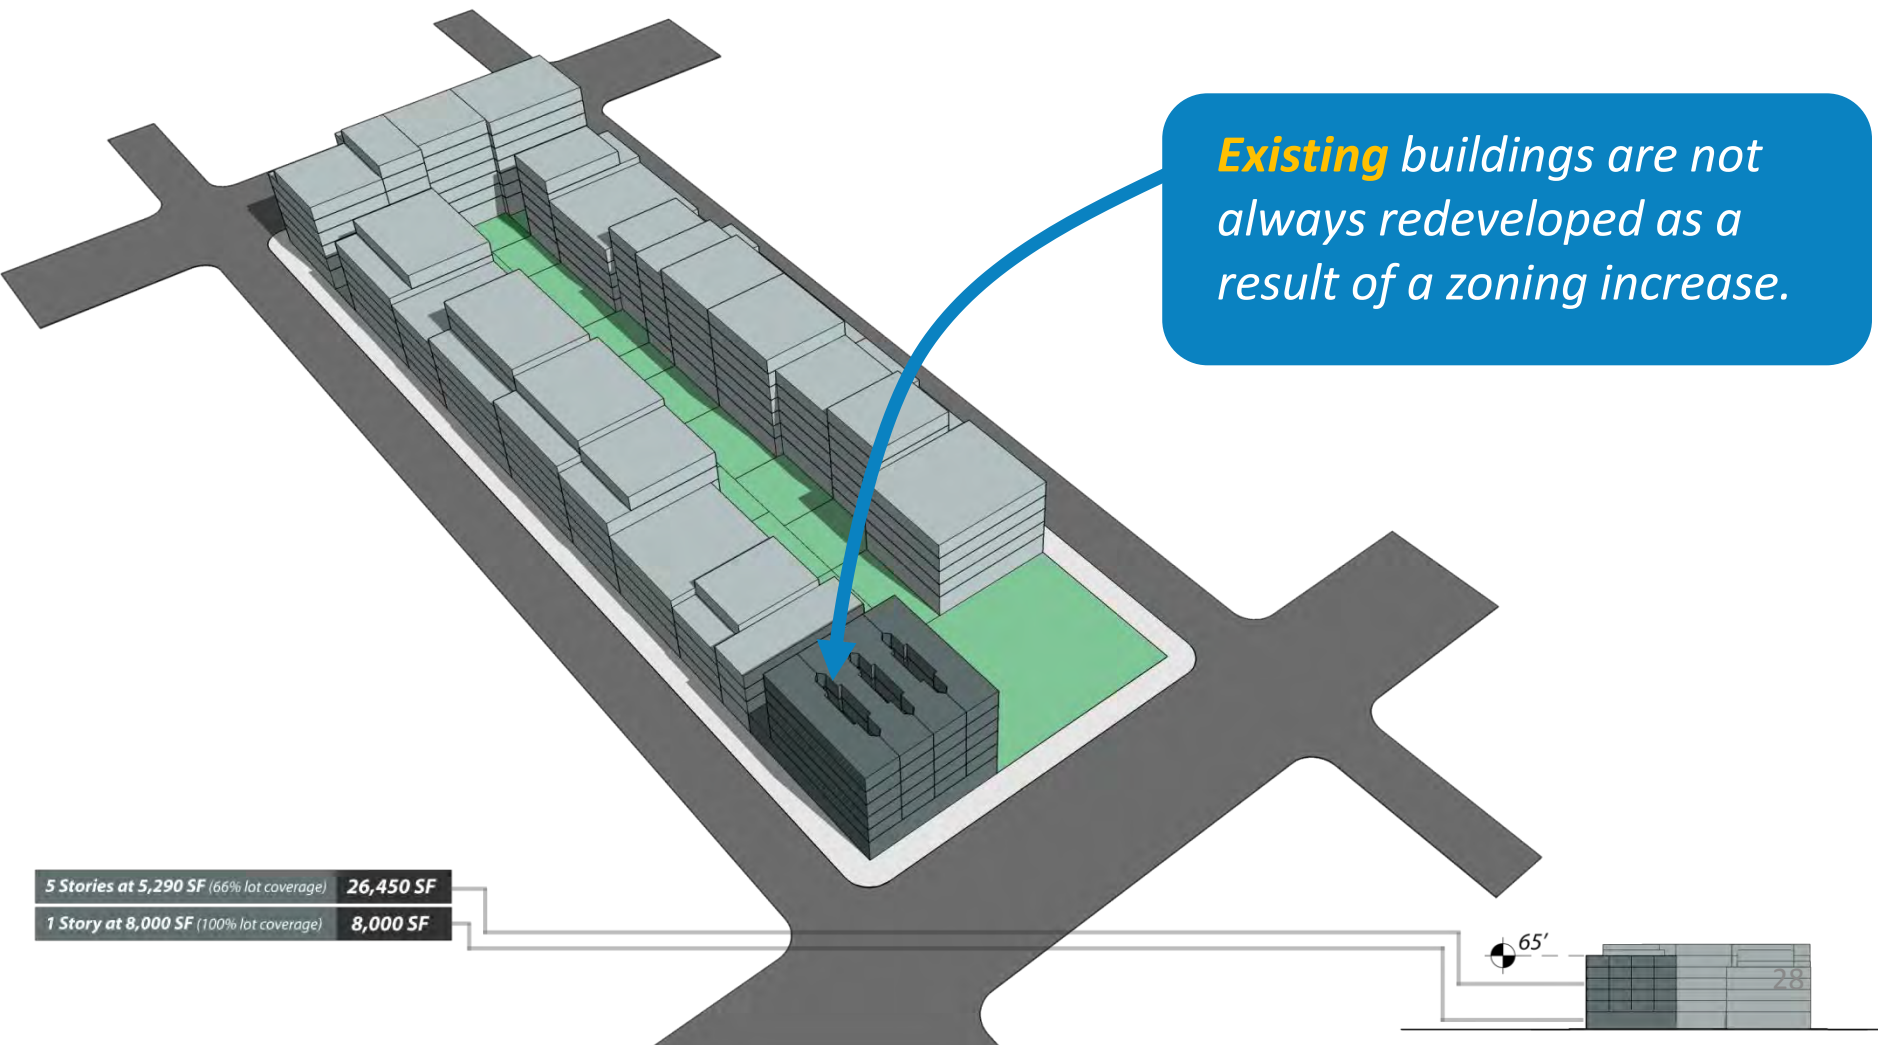 Existing buildings are not
always redeveloped as a
result of a zoning increase.
5 Stories at 5,290 SF (66% lot coverage) 26,450 SF
1 Story at 8,000 SF (100% lot coverage) 8,000 SF
65'
28